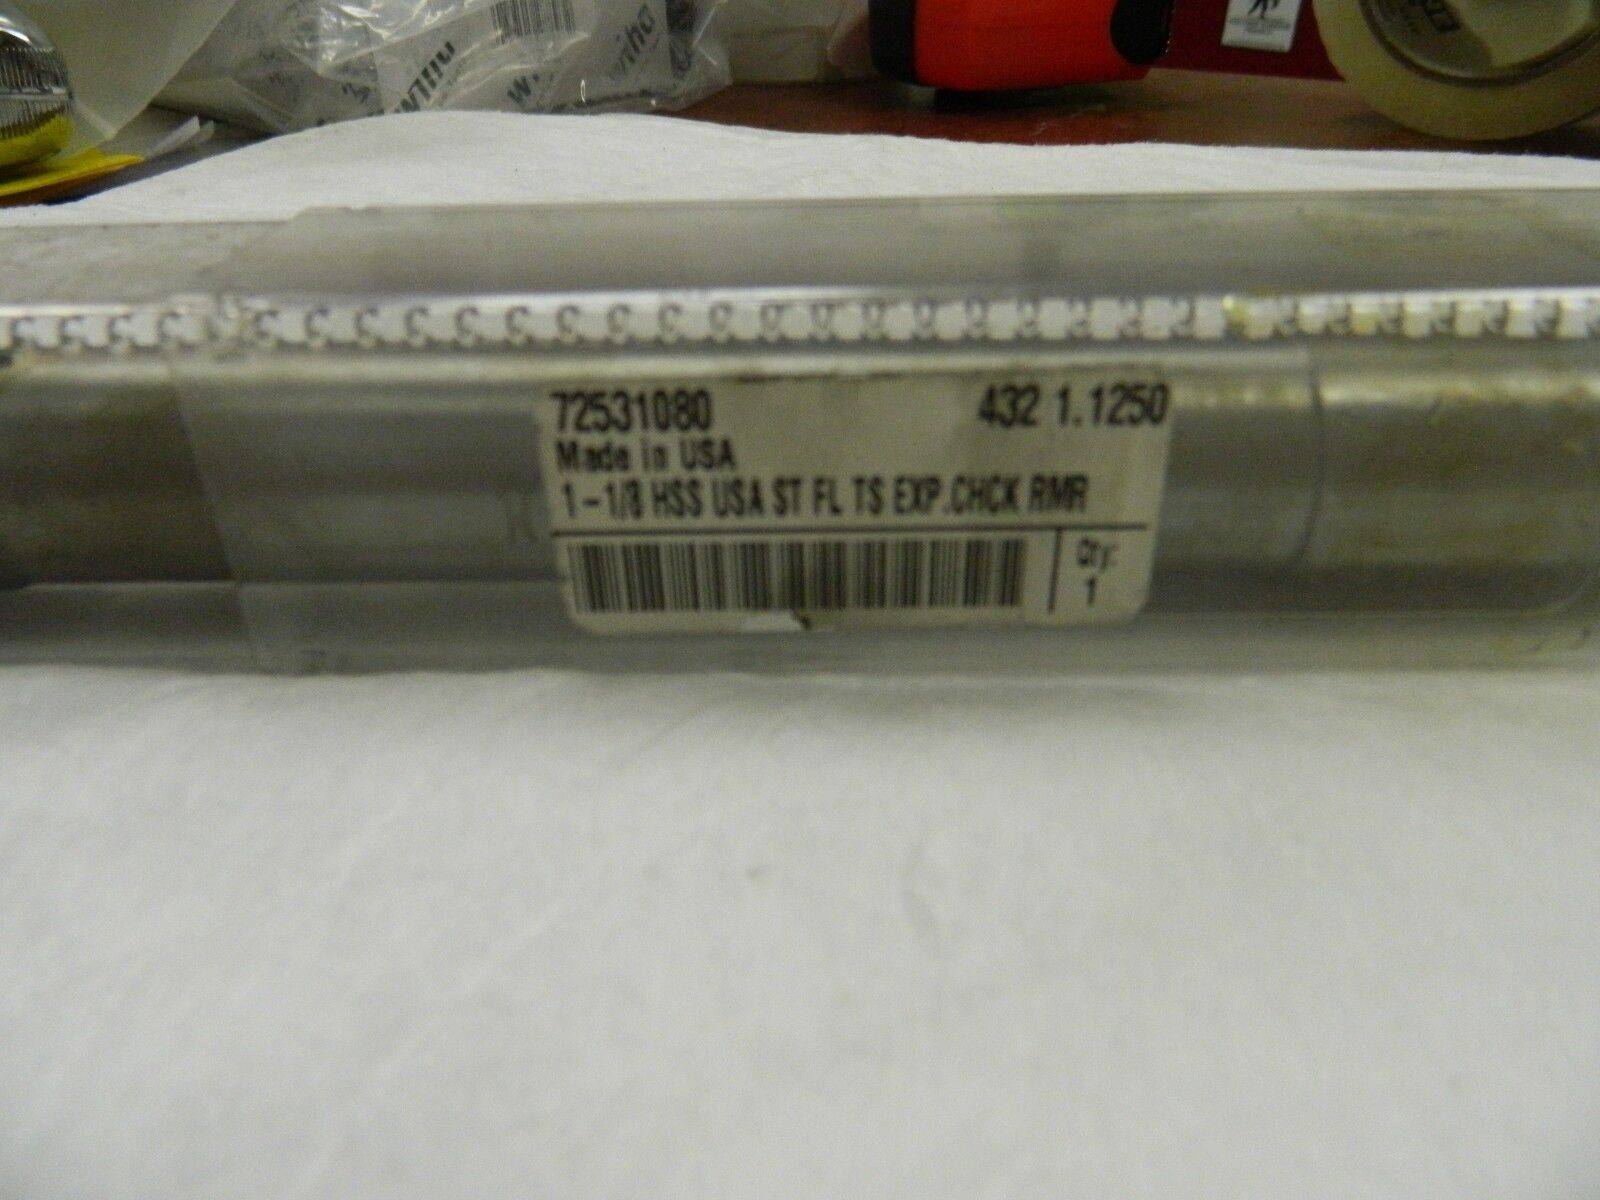 wiha
72531080 432 1.1250
Made in USA
1-1/8 HSS USA ST FL TS EXP.CHCK RMR
Qty:
1